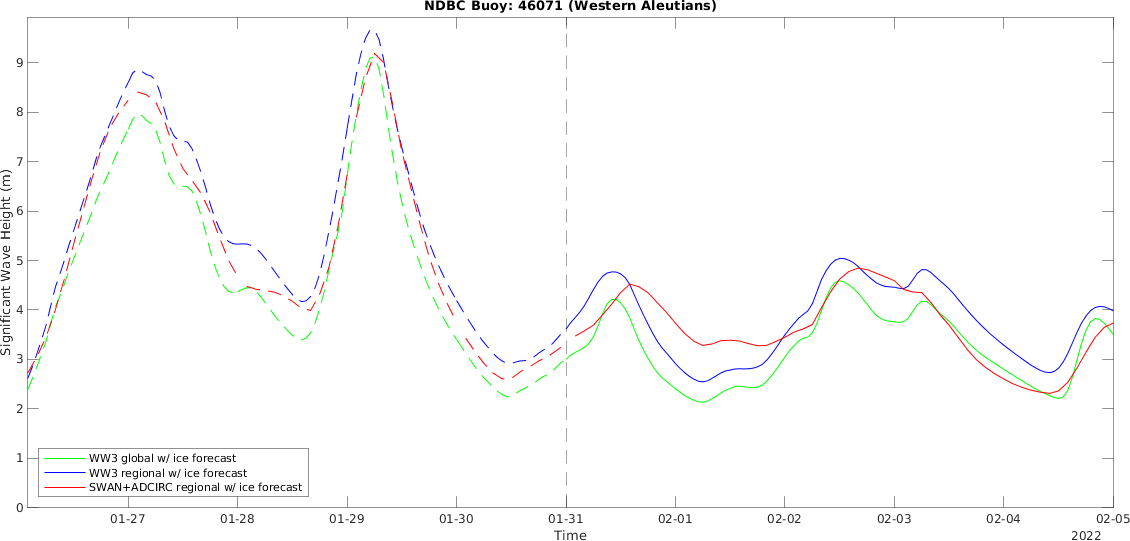 NDBC Buoy: 46071 (Western Aleutians)
Significant Wave Height (m)
9
8
7
6
5
4
3
2
1
0
WW3 global w/ ice forecast
WW3 regional w/ ice forecast
SWAN+ADCIRC regional w/ ice forecast
01-27 01-28 01-29 01-30 01-31 02-01 02-02 02-03 02-04 02-05
Time
2022